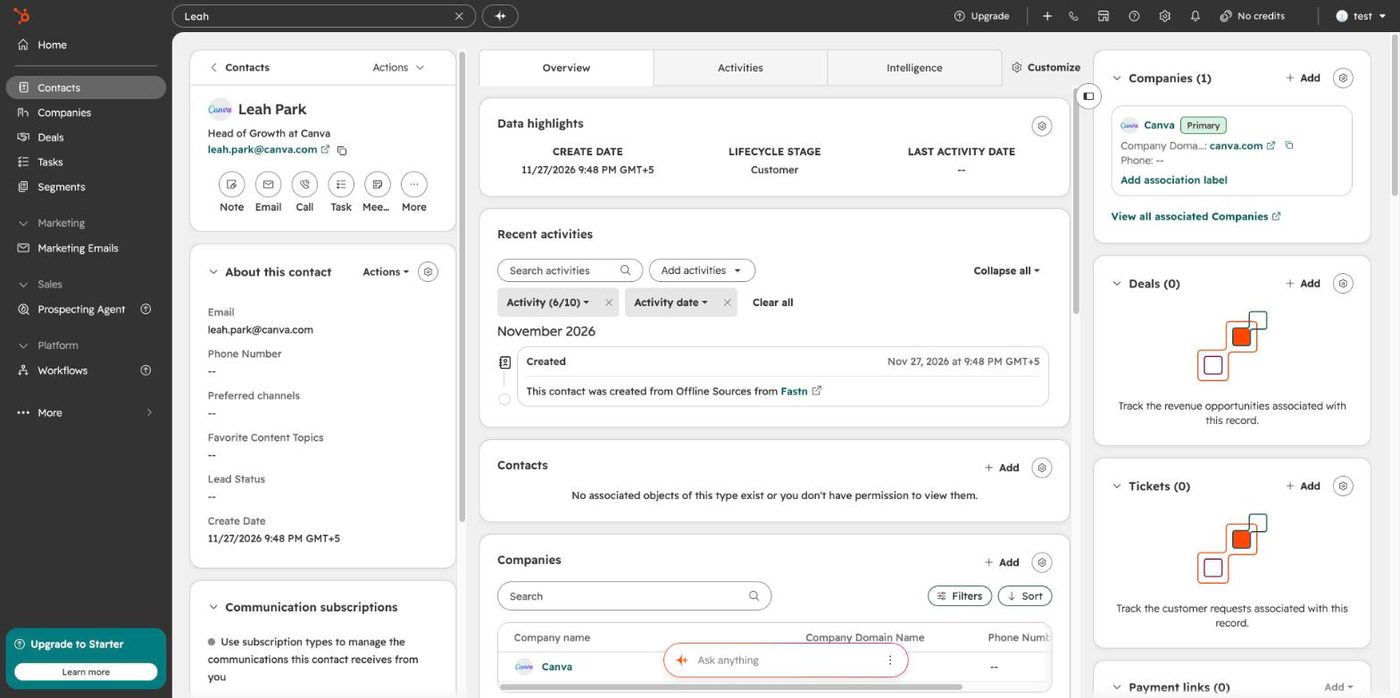 Leah
Upgrade
No credits
test
Home
Contacts
Companies
Deals
Tasks
Segments
Marketing
Marketing Emails
Sales
Prospecting Agent
Platform
Workflows
More
Upgrade to Starter
Learn more
Contacts
Actions
Canva
Leah Park
Head of Growth at Canva
leah.park@canva.com
Note
Email
Call
Task
Mee...
More
About this contact
Actions
Email
leah.park@canva.com
Phone Number
--
Preferred channels
--
Favorite Content Topics
--
Lead Status
--
Create Date
11/27/2026 9:48 PM GMT+5
Communication subscriptions
Use subscription types to manage the
communications this contact receives from
you
Overview
Activities
Intelligence
Customize
Data highlights
CREATE DATE
11/27/2026 9:48 PM GMT+5
LIFECYCLE STAGE
Customer
LAST ACTIVITY DATE
--
Recent activities
Search activities
Add activities
Collapse all
Activity (6/10)
Activity date
Clear all
November 2026
Created
Nov 27, 2026 at 9:48 PM GMT+5
This contact was created from Offline Sources from Fastn
Contacts
+ Add
No associated objects of this type exist or you don't have permission to view them.
Companies
+ Add
Search
Filters
Sort
Company name
Company Domain Name
Phone Numb
Canva
Canva
--
Ask anything
Companies (1)
+ Add
Canva
Canva
Primary
Company Doma...: canva.com
Phone: --
Add association label
View all associated Companies
Deals (0)
+ Add
Track the revenue opportunities associated with
this record.
Tickets (0)
+ Add
Track the customer requests associated with this
record.
Payment links (0)
Add